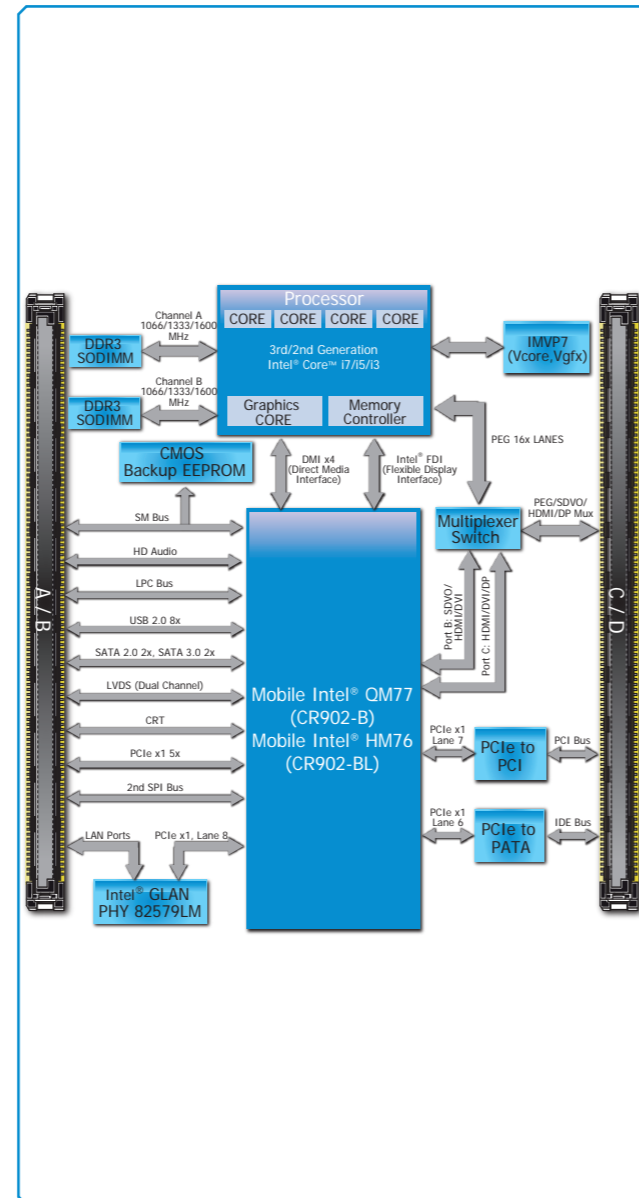 Processor
CORE CORE CORE CORE
3rd/2nd Generation
Intel® Core™ i7/i5/i3
Graphics
CORE
Memory
Controller
Channel A
1066/1333/1600
MHz
DDR3
SODIMM
Channel B
1066/1333/1600
MHz
DDR3
SODIMM
IMVP7
(Vcore,Vgfx)
PEG 16x LANES
CMOS
Backup EEPROM
DMI x4
(Direct Media
Interface)
Intel® FDI
(Flexible Display
Interface)
Multiplexer
Switch
PEG/SDVO/
HDMI/DP Mux
Port B: SDVO/
HDMI/DVI
Port C: HDMI/DVI/DP
A / B
C / D
SM Bus
HD Audio
LPC Bus
USB 2.0 8x
SATA 2.0 2x, SATA 3.0 2x
LVDS (Dual Channel)
CRT
PCIe x1 5x
2nd SPI Bus
LAN Ports
PCIe x1, Lane 8
Intel® GLAN
PHY 82579LM
Mobile Intel® QM77
(CR902-B)
Mobile Intel® HM76
(CR902-BL)
PCIe x1
Lane 7
PCIe to
PCI
PCI Bus
PCIe x1
Lane 6
PCIe to
PATA
IDE Bus